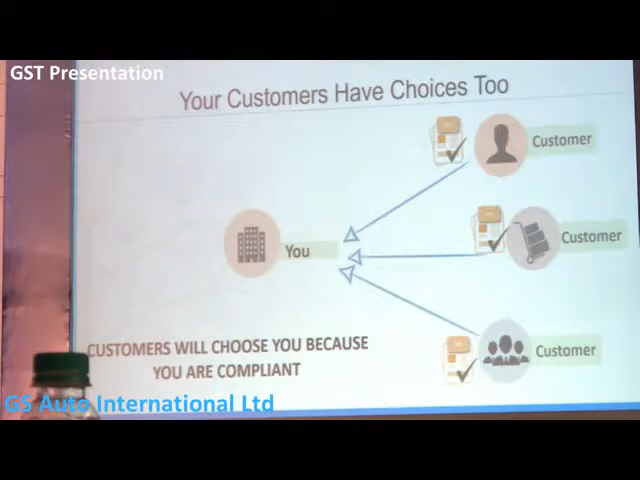 GST Presentation
Your Customers Have Choices Too
Customer
Customer
You
Customer
CUSTOMERS WILL CHOOSE YOU BECAUSE
YOU ARE COMPLIANT
GS Auto International Ltd